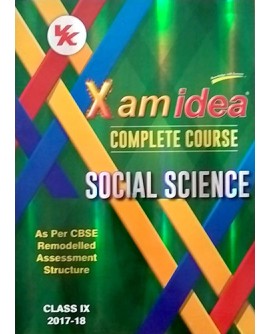 VK
Xam idea®
COMPLETE COURSE
SOCIAL SCIENCE
As Per CBSE
Remodelled
Assessment
Structure
CLASS IX
2017-18